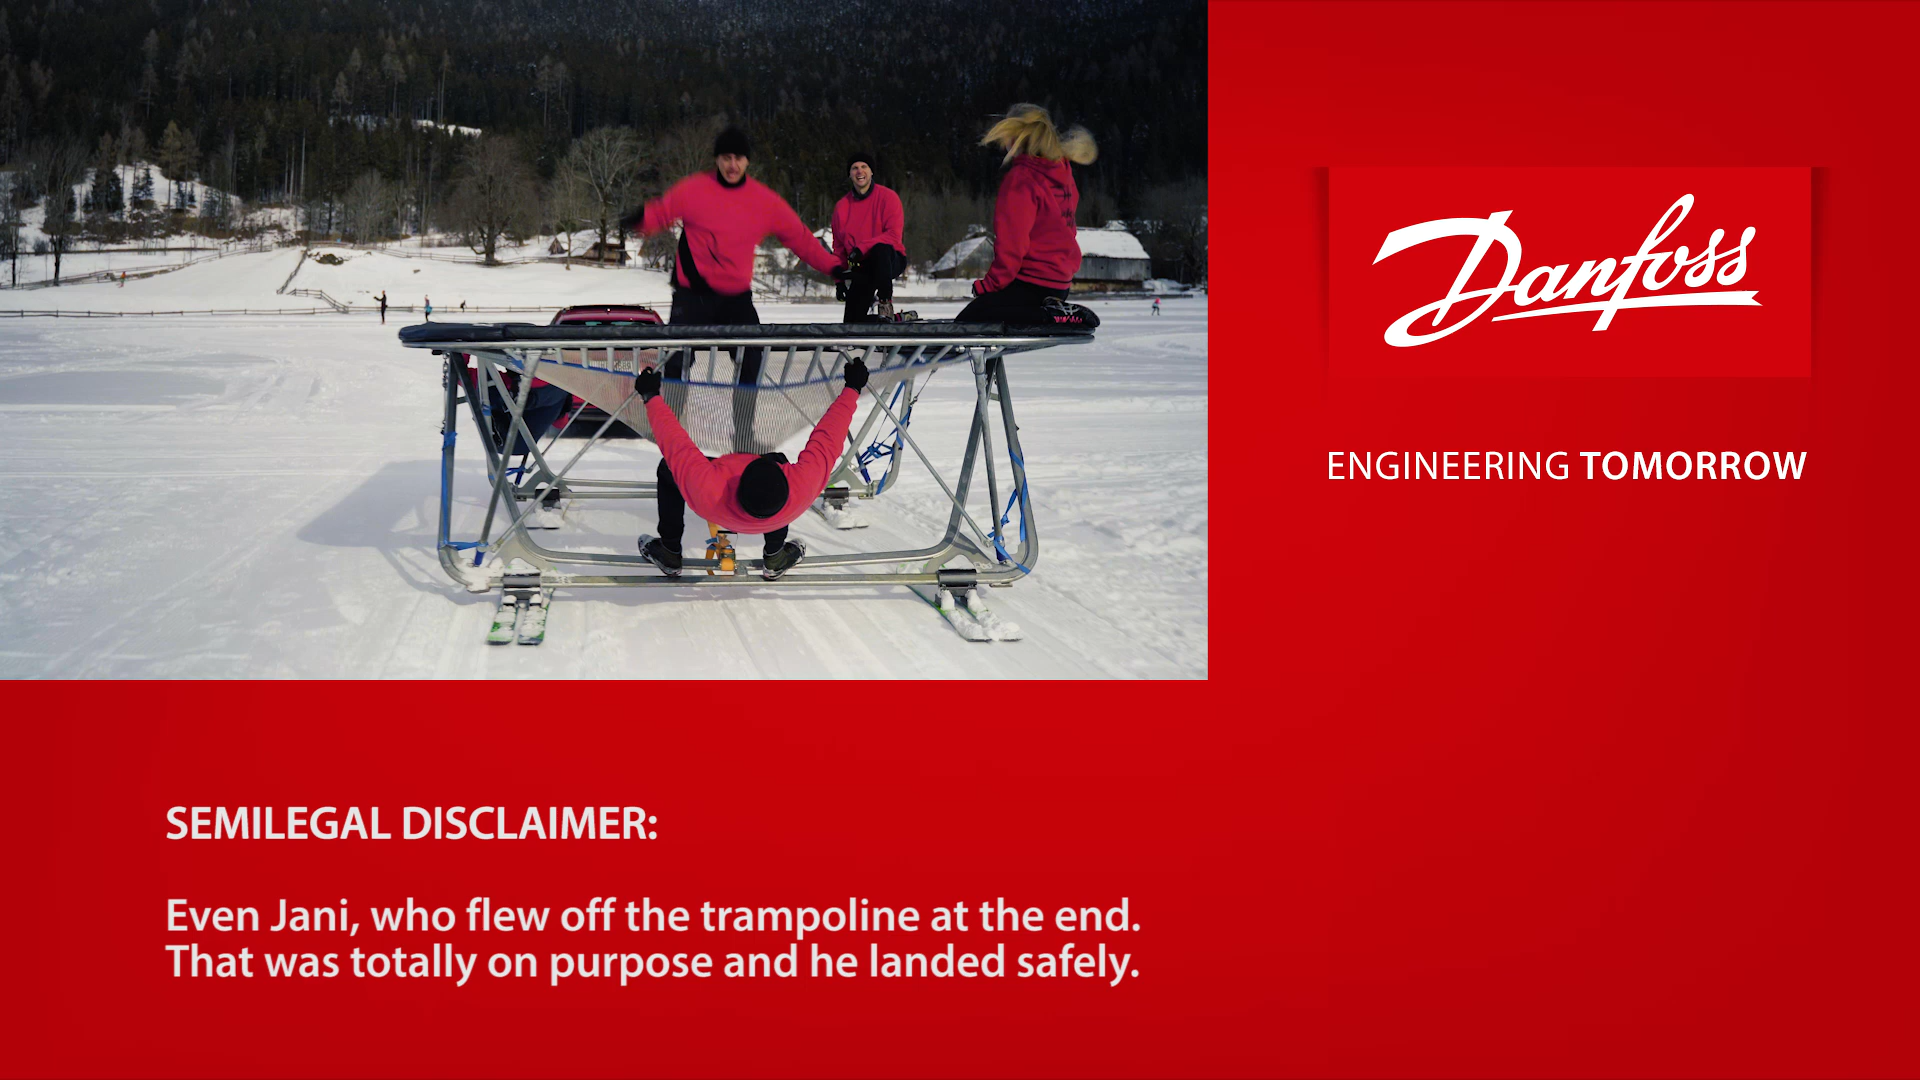 Danfoss
ENGINEERING TOMORROW
SEMILEGAL DISCLAIMER:
Even Jani, who flew off the trampoline at the end.
That was totally on purpose and he landed safely.